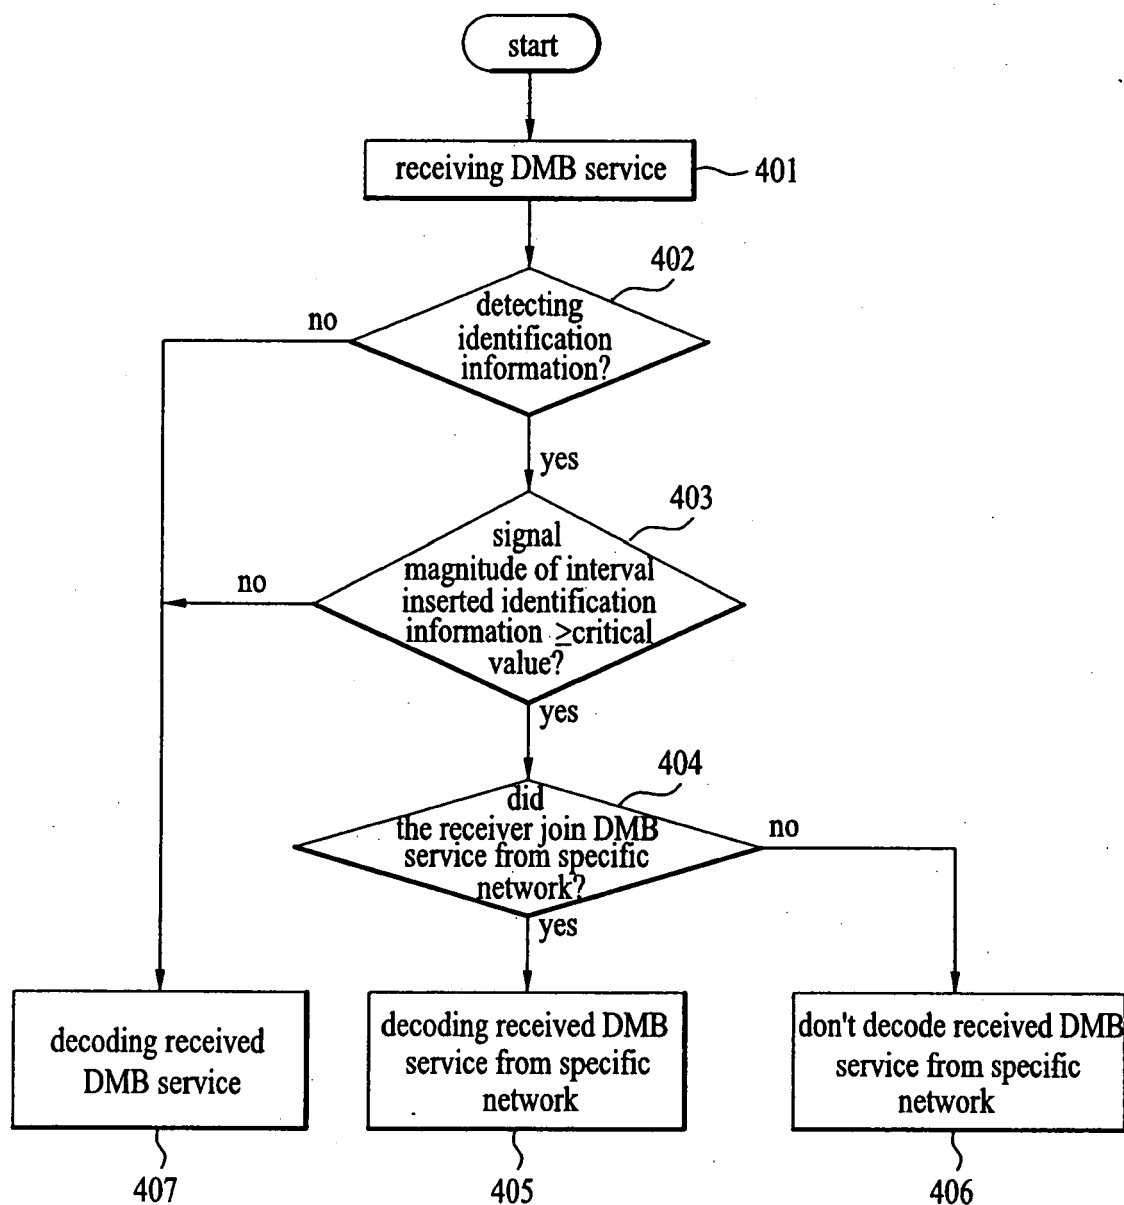 start
receiving DMB service
401
402
detecting
identification
information?
no
yes
403
signal
magnitude of interval
inserted identification
information ≥critical
value?
no
yes
404
did
the receiver join DMB
service from specific
network?
no
yes
decoding received
DMB service
decoding received DMB
service from specific
network
don't decode received DMB
service from specific
network
407
405
406